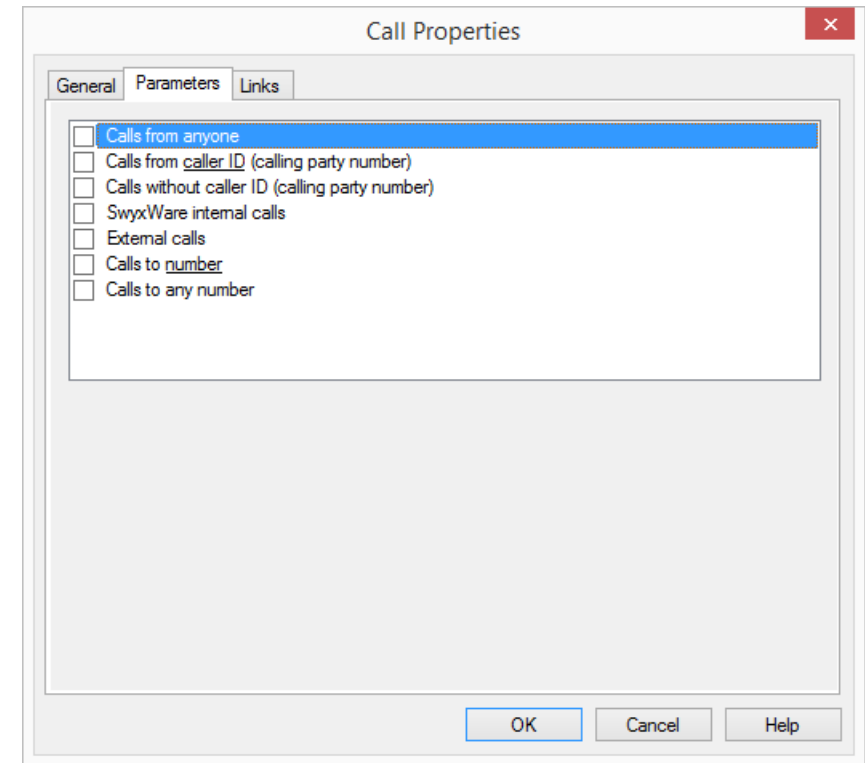 Call Properties
General Parameters Links
Calls from anyone
Calls from caller ID (calling party number)
Calls without caller ID (calling party number)
SwyxWare internal calls
External calls
Calls to number
Calls to any number
OK Cancel Help